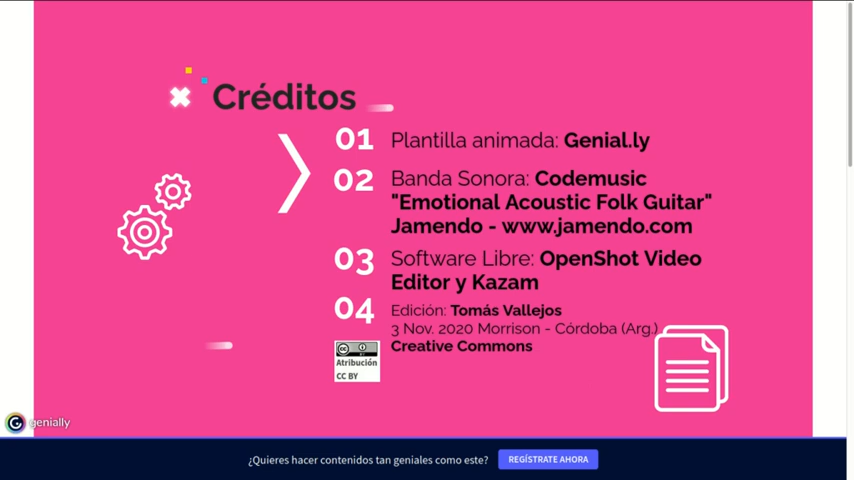 Créditos
01 Plantilla animada: Genial.ly
02 Banda Sonora: Codemusic
"Emotional Acoustic Folk Guitar"
Jamendo - www.jamendo.com
03 Software Libre: OpenShot Video
Editor y Kazam
04 Edición: Tomás Vallejos
3 Nov. 2020 Morrison - Córdoba (Arg.)
Creative Commons
cc
BY
Atribución
CC BY
genially
¿Quieres hacer contenidos tan geniales como este? REGÍSTRATE AHORA